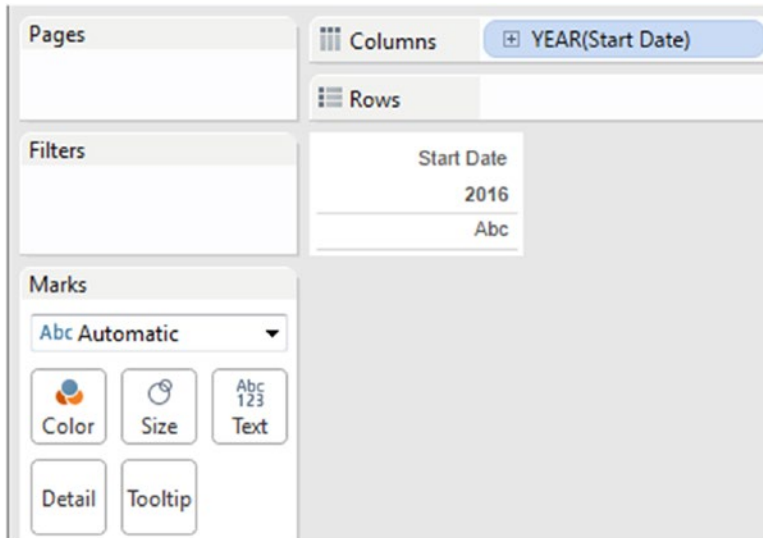 Pages
Columns
YEAR(Start Date)
Rows
Filters
Start Date
2016
Abc
Marks
Abc Automatic
Color
Size
Abc
123
Text
Detail
Tooltip